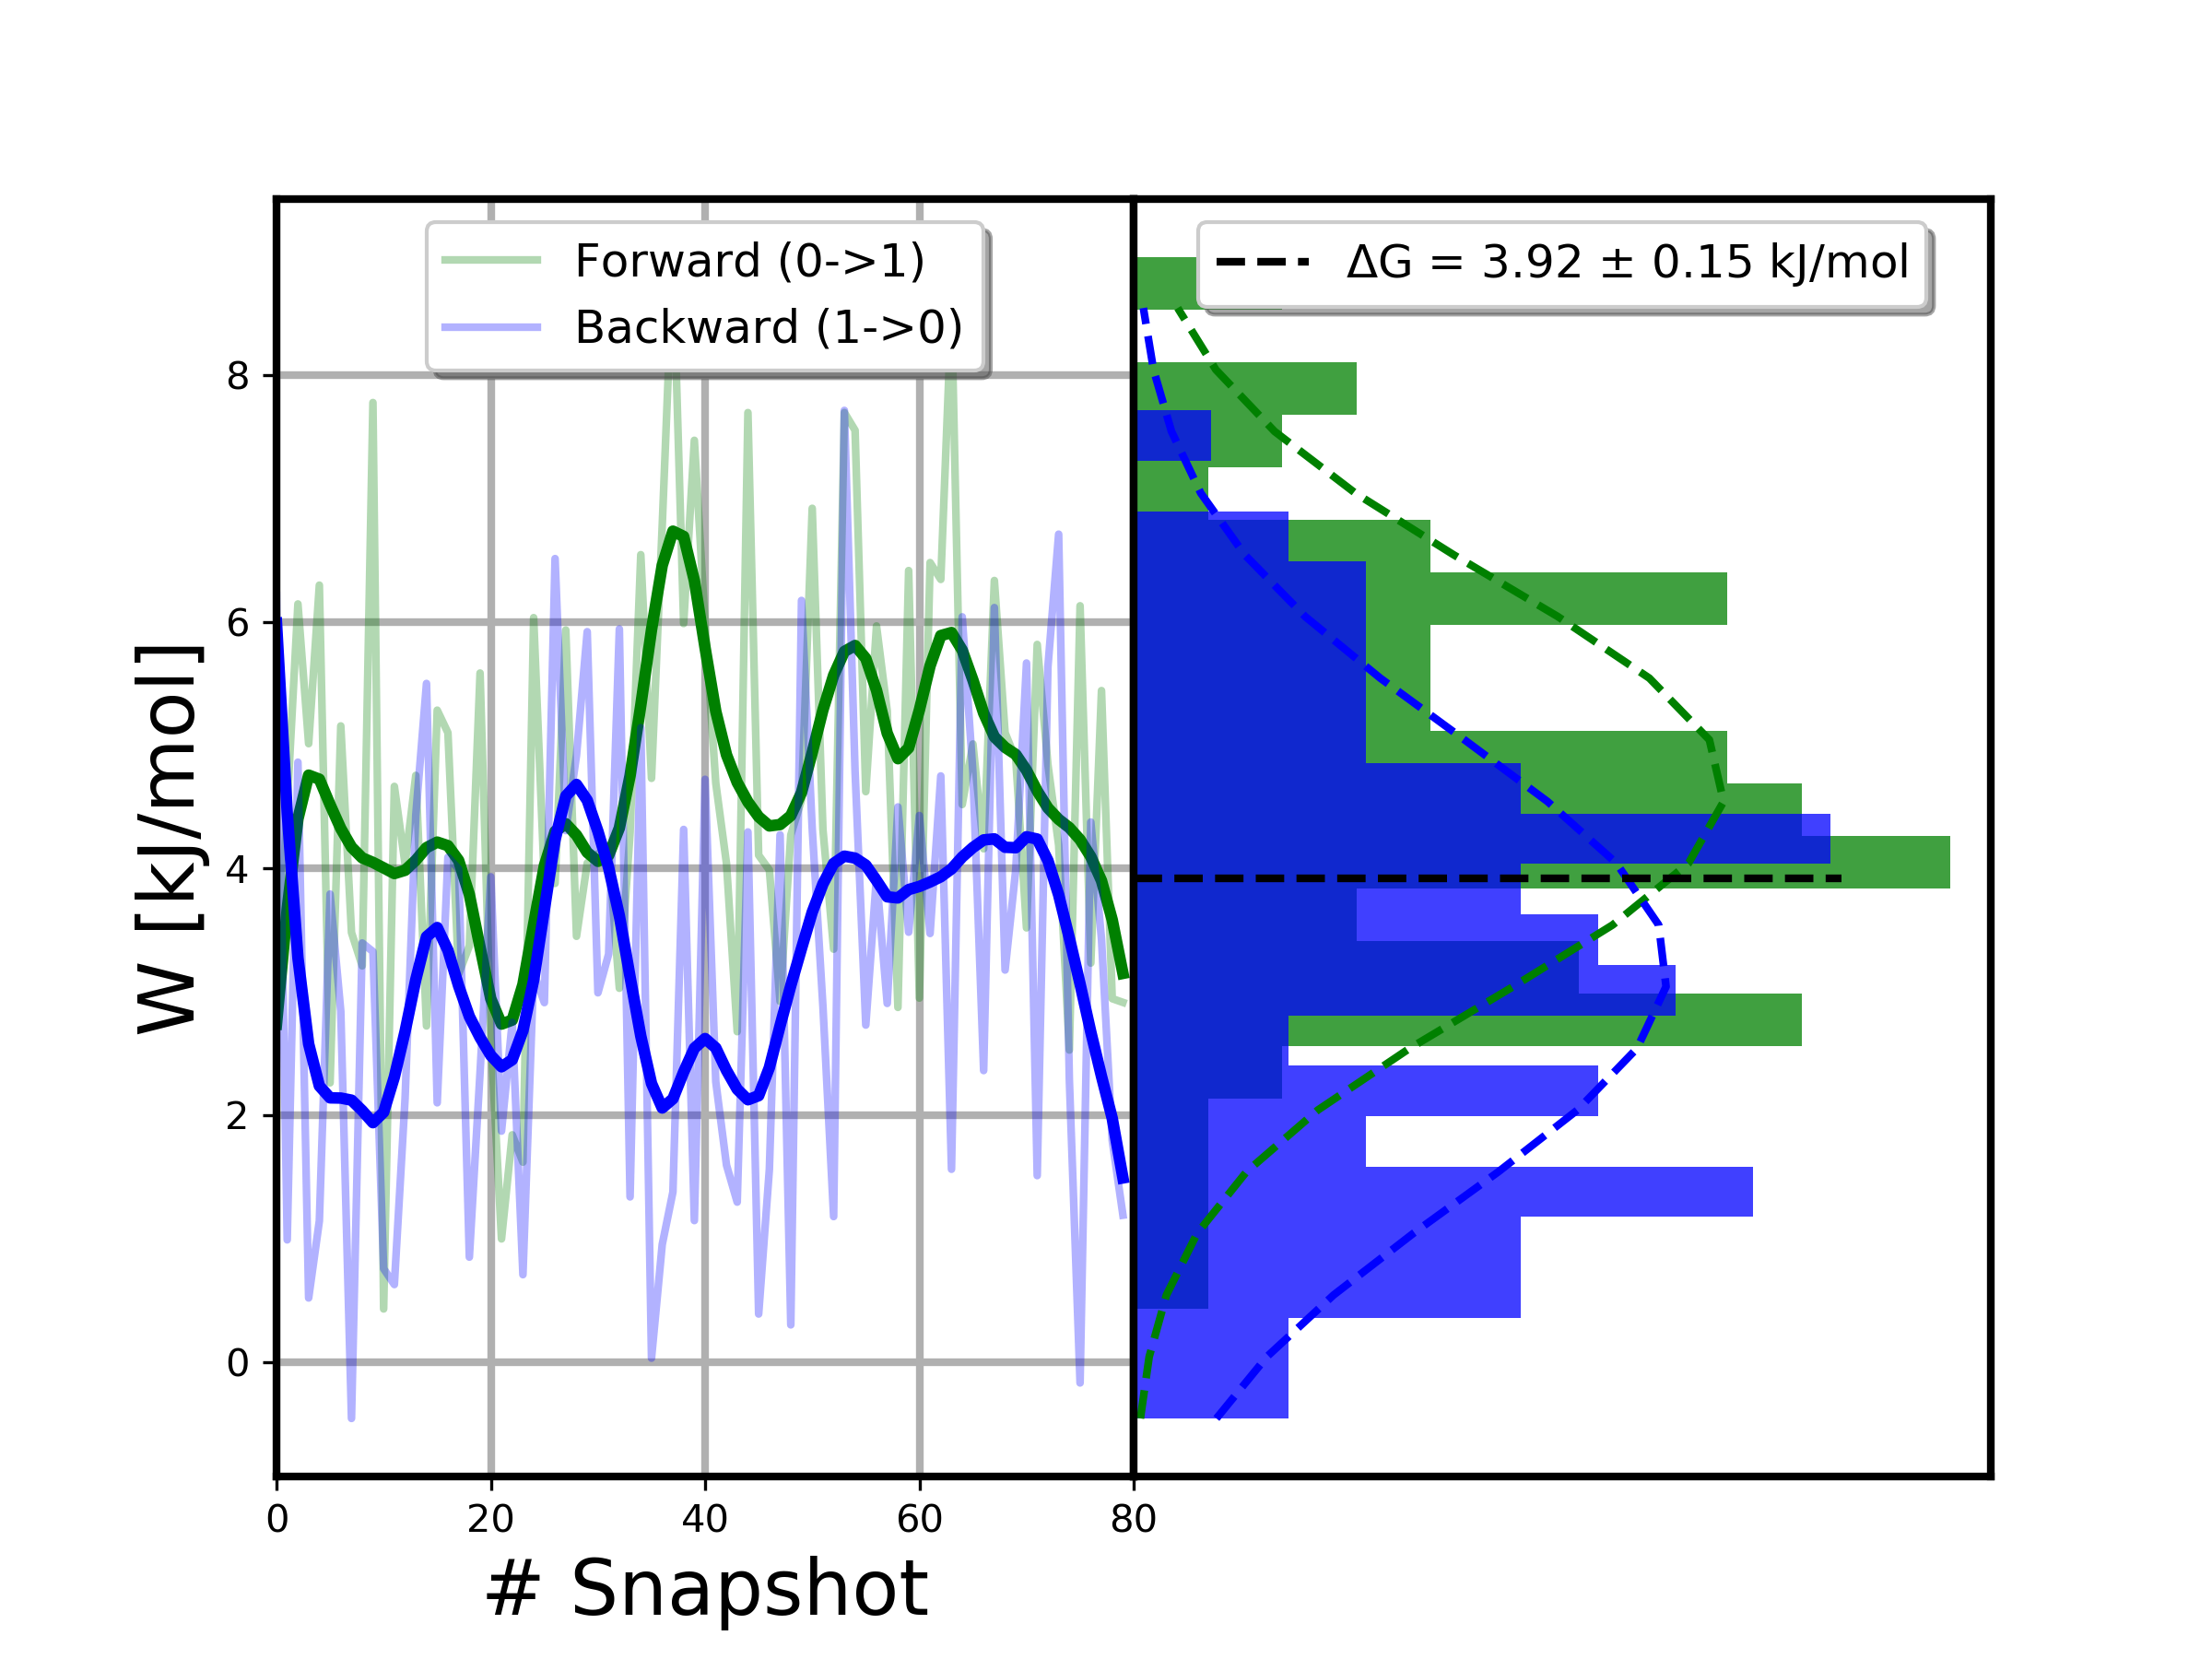 Forward (0->1)
Backward (1->0)
ΔG = 3.92 ± 0.15 kJ/mol
W [kJ/mol]
8
6
4
2
0
0 20 40 60 80
# Snapshot